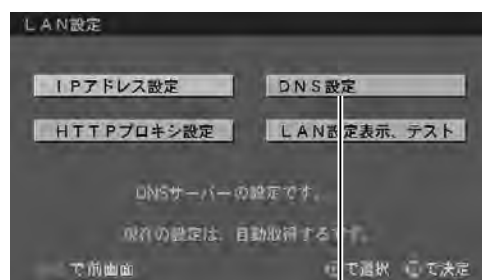 LAN設定
IPアドレス設定
DNS設定
HTTPプロキシ設定
LAN設定表示、テスト
DNSサーバーの設定です。
現在の設定は、自動取得するです。
で前画面
で選択
で決定